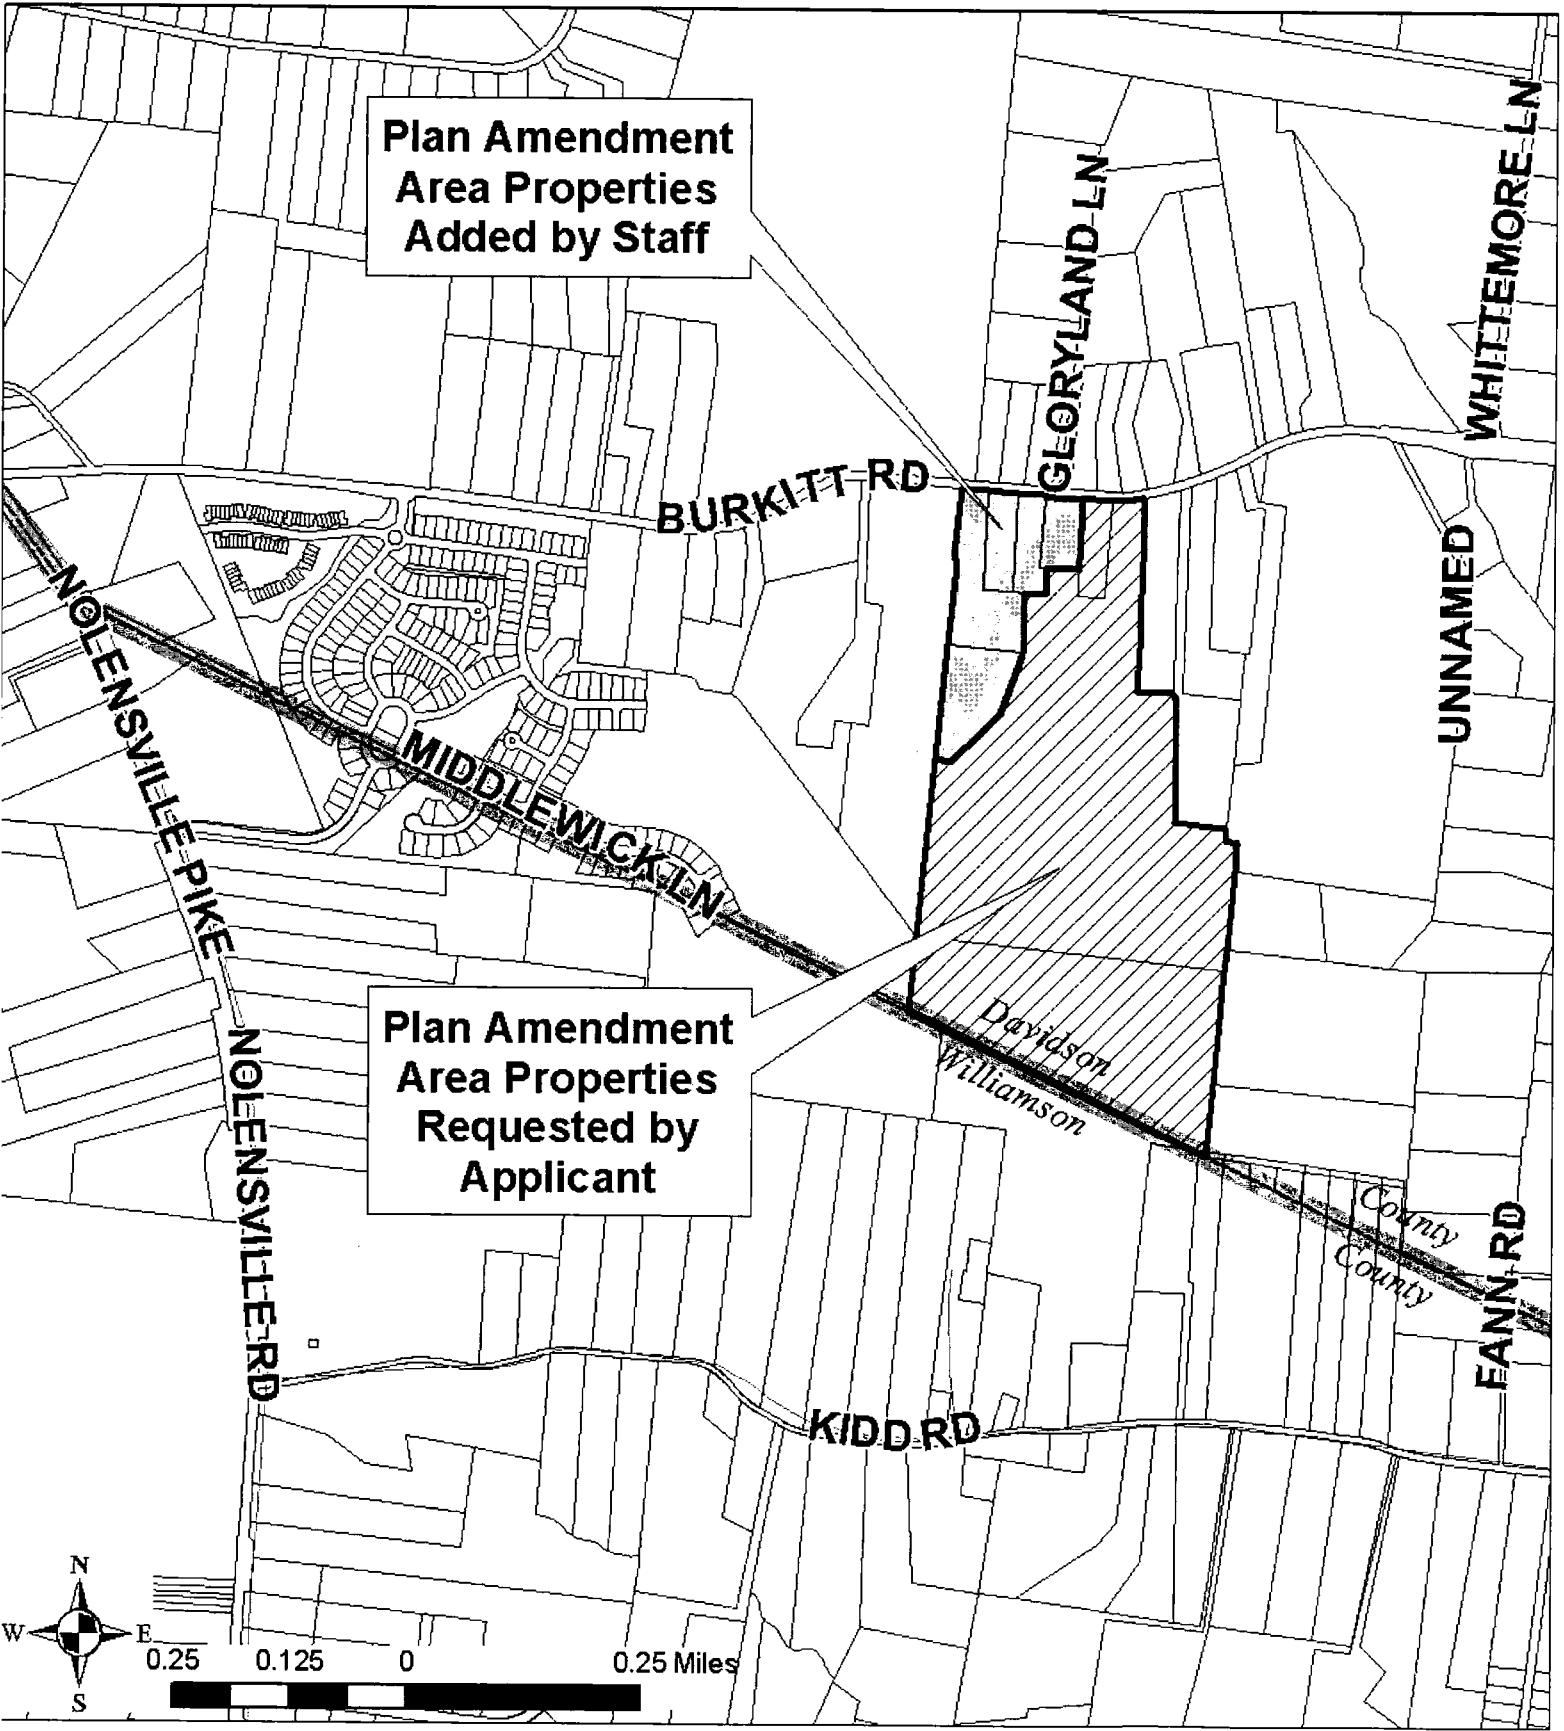 Plan Amendment
Area Properties
Added by Staff
GLORYLAND LN
WHITTEMORE LN
BURKITT RD
UNNAMED
NOLENSVILLE PIKE
MIDDLEWICK LN
Plan Amendment
Area Properties
Requested by
Applicant
Davidson
Williamson
County
County
NOLENSVILLE RD
FANN RD
KIDD RD
N
W E
S
0.25 0.125 0 0.25 Miles